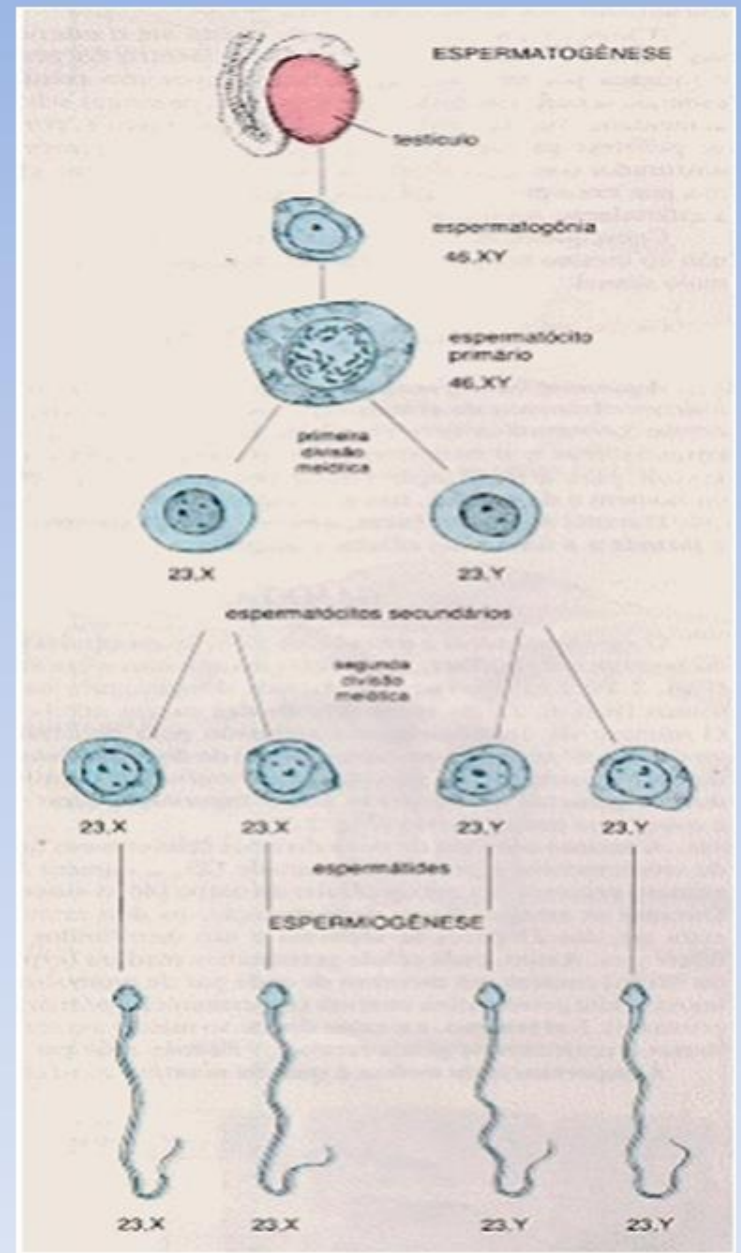 ESPERMATOGÊNESE
testículo
espermatogônia
46,XY
espermatócito
primário
46,XY
primeira
divisão
meiótica
23,X 23,Y
espermatócitos secundários
segunda
divisão
meiótica
23,X 23,X 23,Y 23,Y
espermátides
ESPERMIOGÊNESE
23,X 23,X 23,Y 23,Y